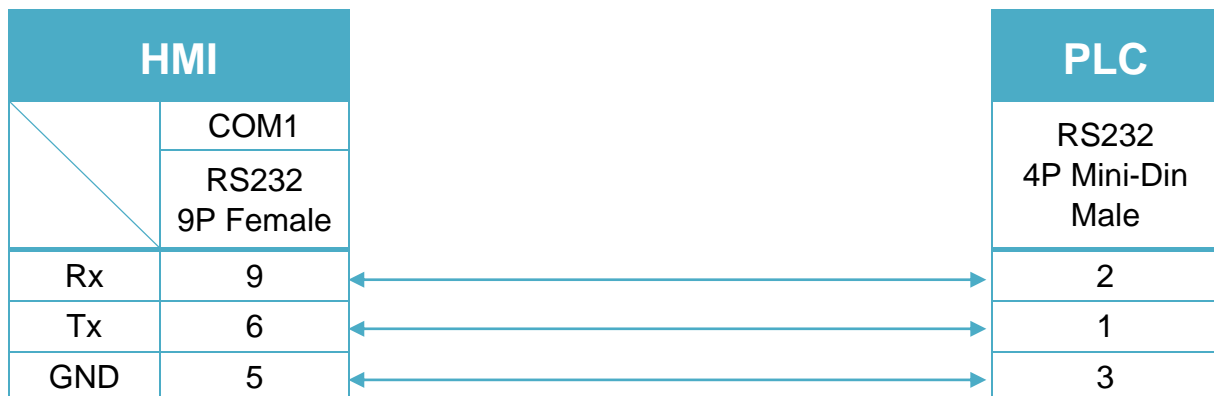 HMI PLC
COM1
RS232
9P Female
RS232
4P Mini-Din
Male
Rx 9 2
Tx 6 1
GND 5 3